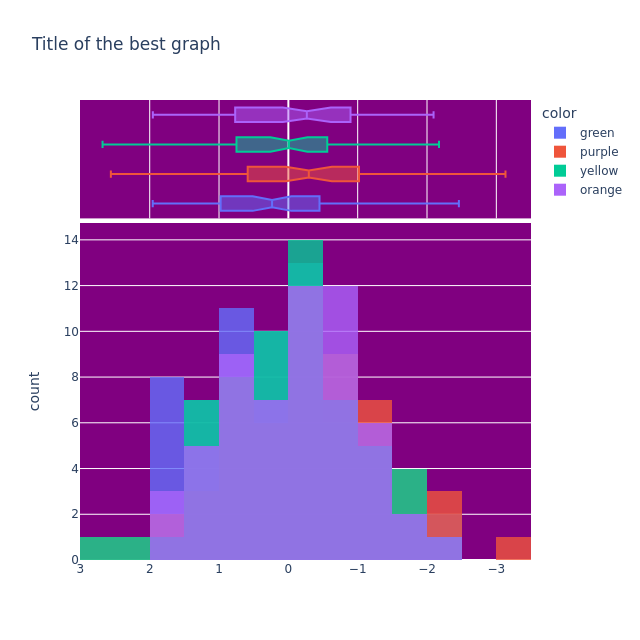 Title of the best graph
color
green
purple
yellow
orange
14
12
10
8
6
4
2
0
count
3 2 1 0 −1 −2 −3